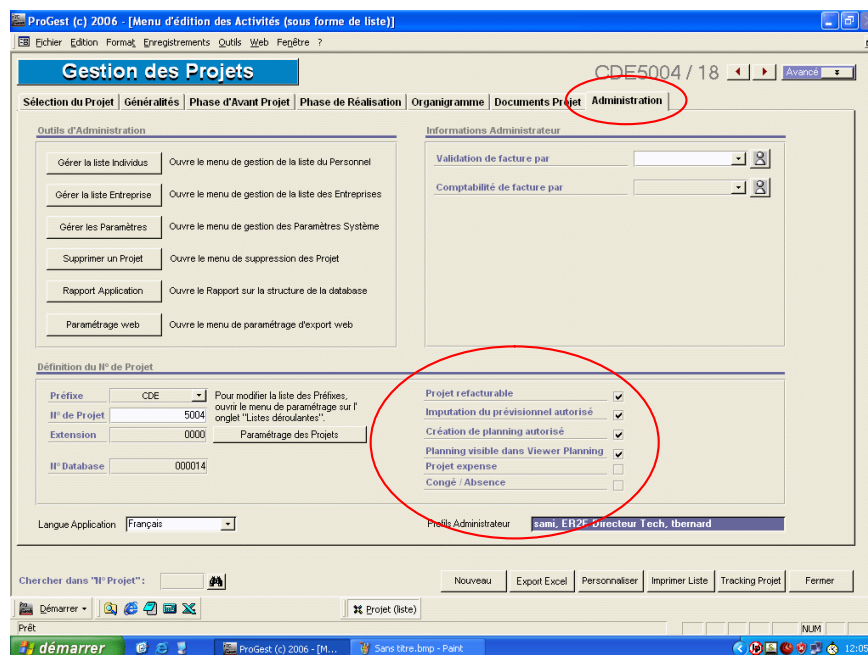 ProGest (c) 2006 - [Menu d'édition des Activités (sous forme de liste)]
Fichier Edition Format Enregistrements Outils Web Fenêtre ?
Gestion des Projets
CDE5004 / 18
Avancé
Sélection du Projet Généralités Phase d'Avant Projet Phase de Réalisation Organigramme Documents Projet Administration
Outils d'Administration
Gérer la liste Individus Ouvre le menu de gestion de la liste du Personnel
Gérer la liste Entreprise Ouvre le menu de gestion de la liste des Entreprises
Gérer les Paramètres Ouvre le menu de gestion des Paramètres Système
Supprimer un Projet Ouvre le menu de suppression des Projet
Rapport Application Ouvre le Rapport sur la structure de la database
Paramétrage web Ouvre le menu de paramétrage d'export web
Informations Administrateur
Validation de facture par
Comptabilité de facture par
Définition du N° de Projet
Préfixe CDE
N° de Projet 5004
Extension 0000
N° Database 000014
Pour modifier la liste des Préfixes,
ouvrir le menu de paramétrage sur l'
onglet "Listes déroulantes".
Paramétrage des Projets
Projet refacturable
Imputation du prévisionnel autorisé
Création de planning autorisé
Planning visible dans Viewer Planning
Projet expense
Congé / Absence
Langue Application Français
Profils Administrateur sami, ER2E Directeur Tech, tbernard
Chercher dans "N° Projet" :
Nouveau Export Excel Personnaliser Imprimer Liste Tracking Projet Fermer
Démarrer Projet (liste)
Prêt NUM
démarrer ProGest (c) 2006 - [M... Sans titre.bmp - Paint 12:05